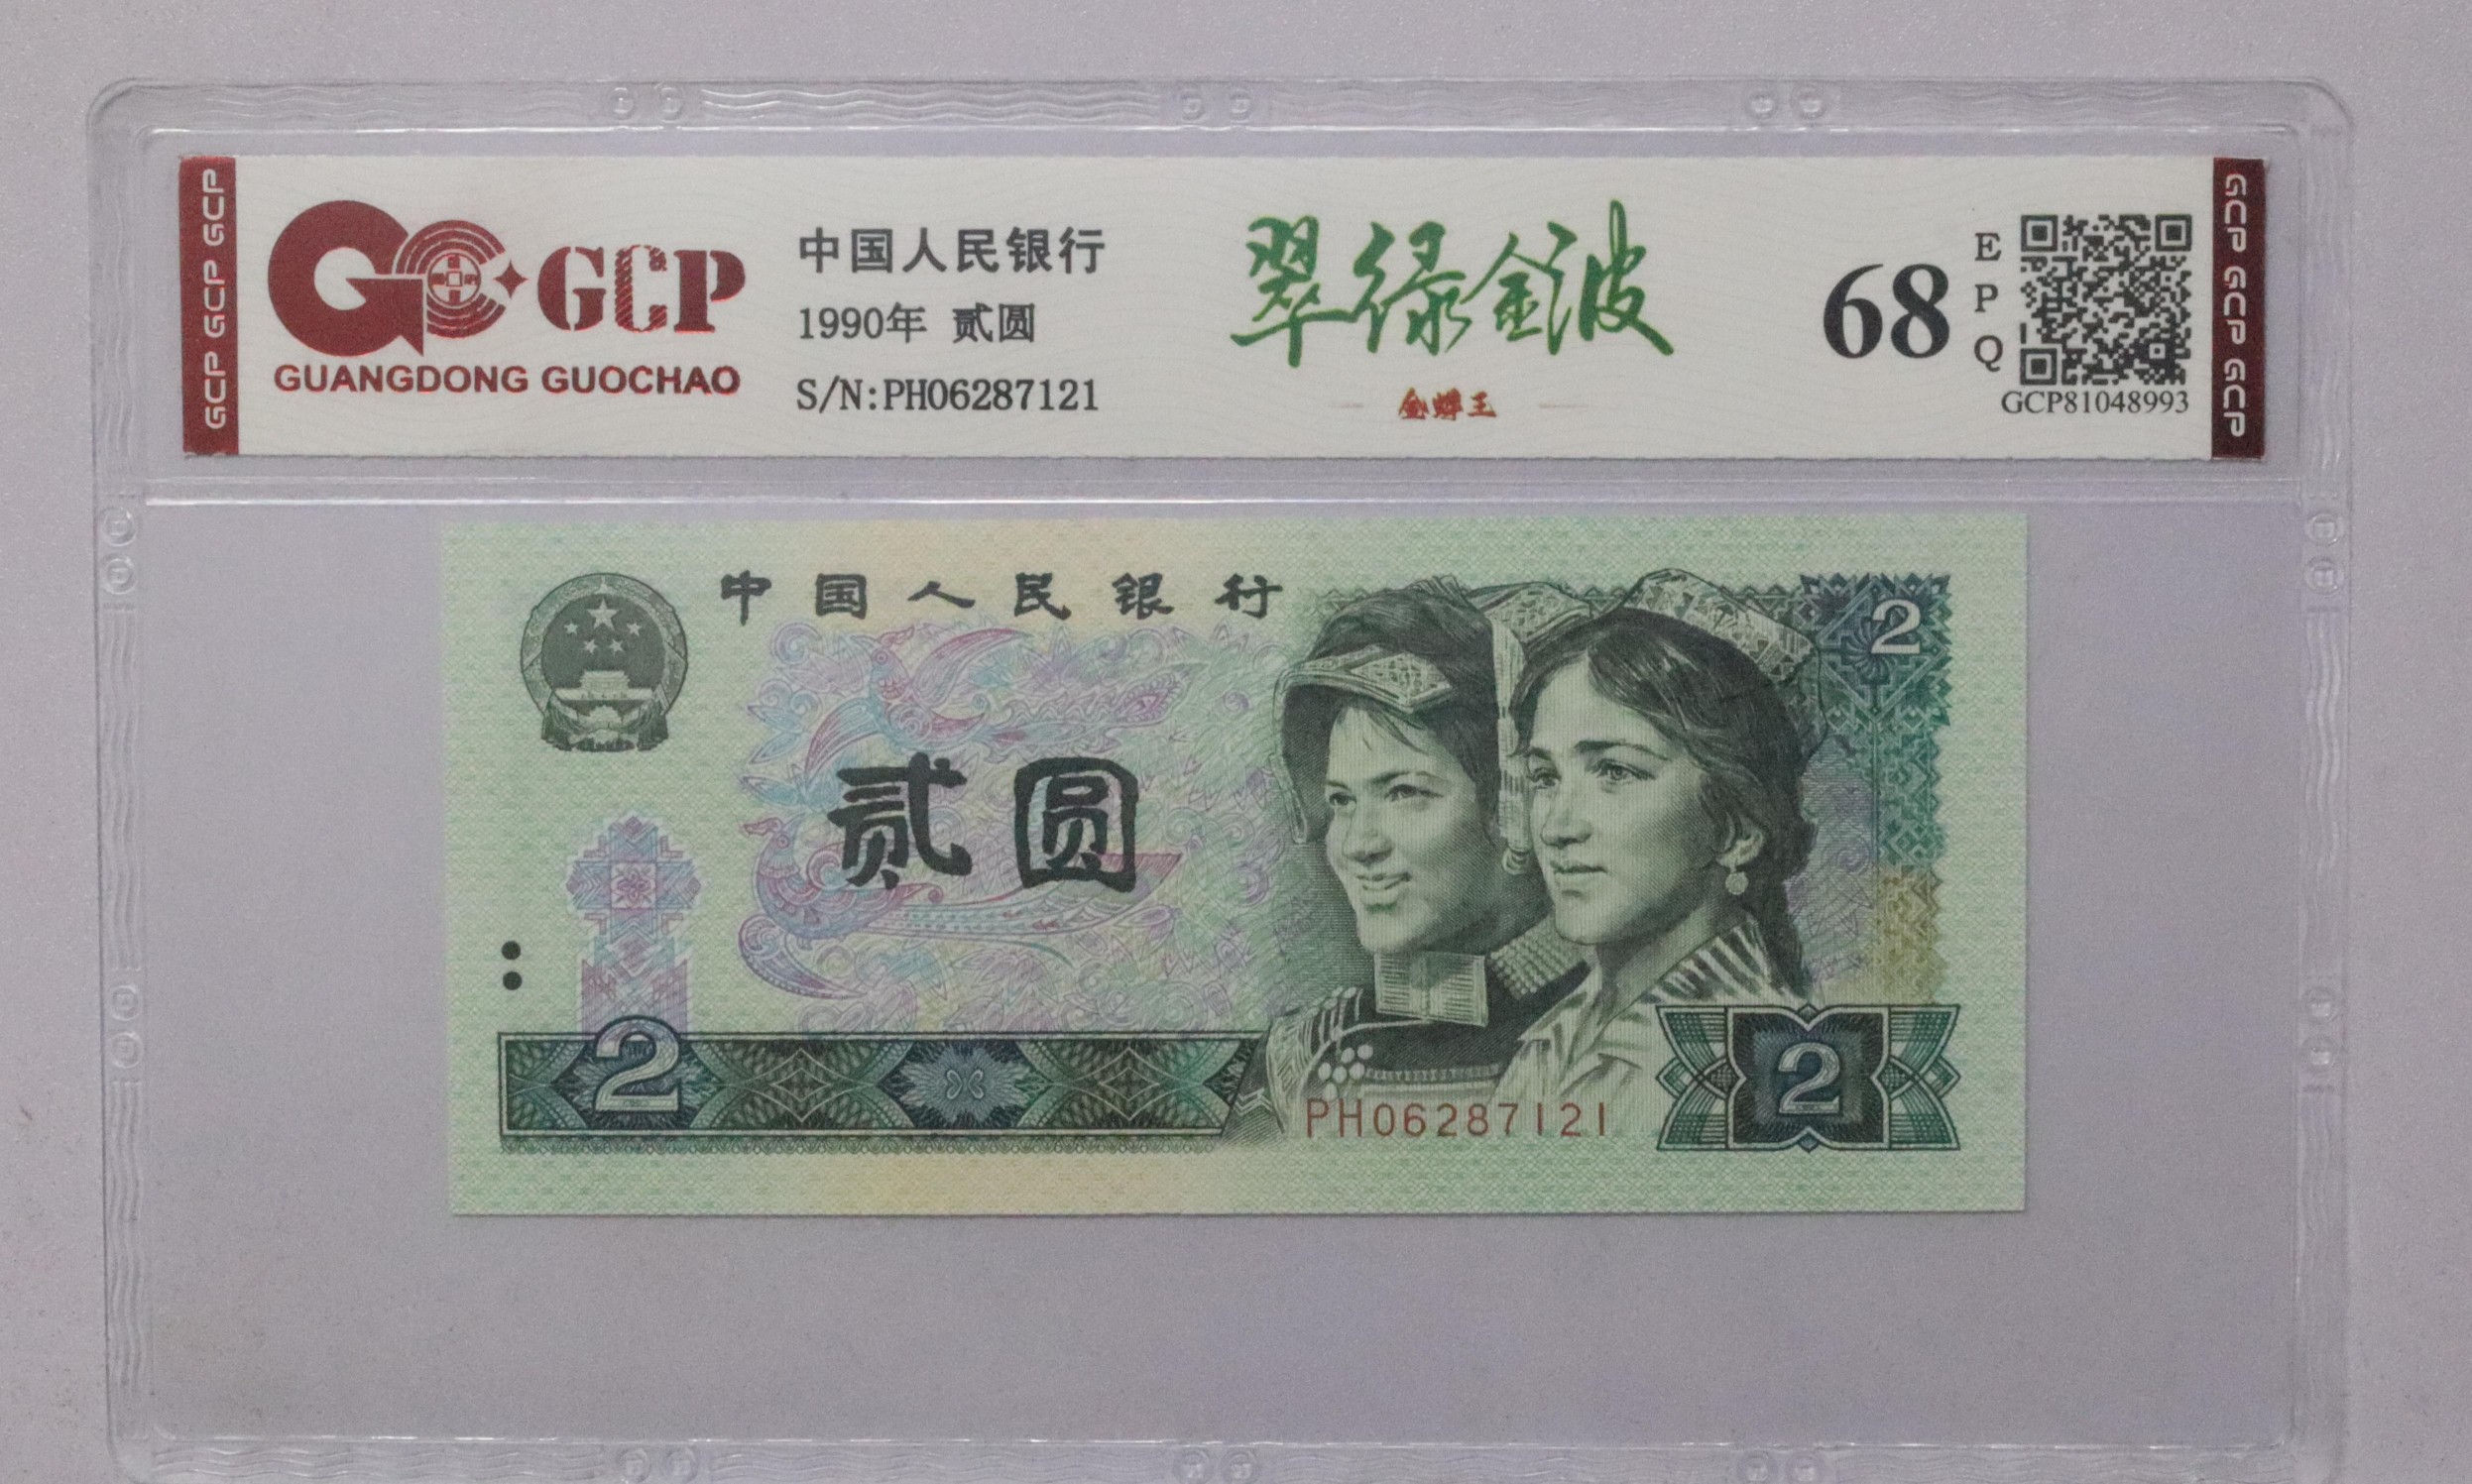 GCP GCP GCP
GCP
GUANGDONG GUOCHAO
中国人民银行
1990年 贰圆
S/N:PH06287121
翠绿金波
金蟬王
68
E
P
Q
GCP81048993
GCP GCP GCP
中国人民银行
2
贰圆
2
PH06287121
2